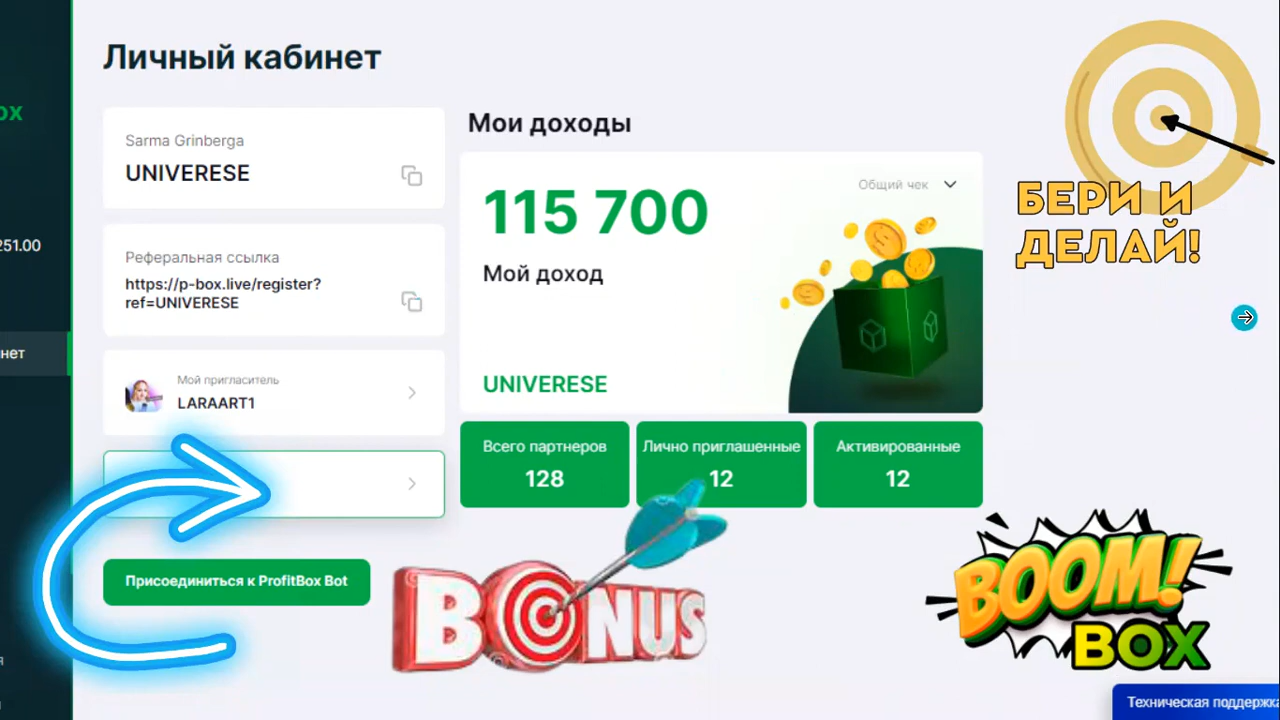 Личный кабинет
ox
Sarma Grinberga
UNIVERESE
251.00
Реферальная ссылка
https://p-box.live/register?
ref=UNIVERESE
нет
Мой пригласитель
LARAART1
Присоединиться к ProfitBox Bot
Мои доходы
Общий чек
115 700
Мой доход
UNIVERESE
Всего партнеров
128
Лично приглашенные
12
Активированные
12
БЕРИ И
ДЕЛАЙ!
BONUS
BOOM!
BOX
я
Техническая поддержка